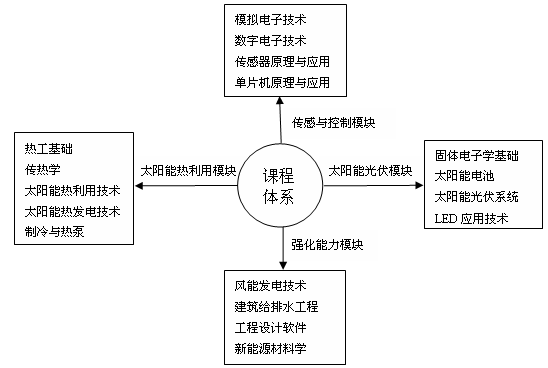 模拟电子技术
数字电子技术
传感器原理与应用
单片机原理与应用
传感与控制模块
热工基础
传热学
太阳能热利用技术
太阳能热发电技术
制冷与热泵
太阳能热利用模块
课程
体系
太阳能光伏模块
固体电子学基础
太阳能电池
太阳能光伏系统
LED 应用技术
强化能力模块
风能发电技术
建筑给排水工程
工程设计软件
新能源材料学